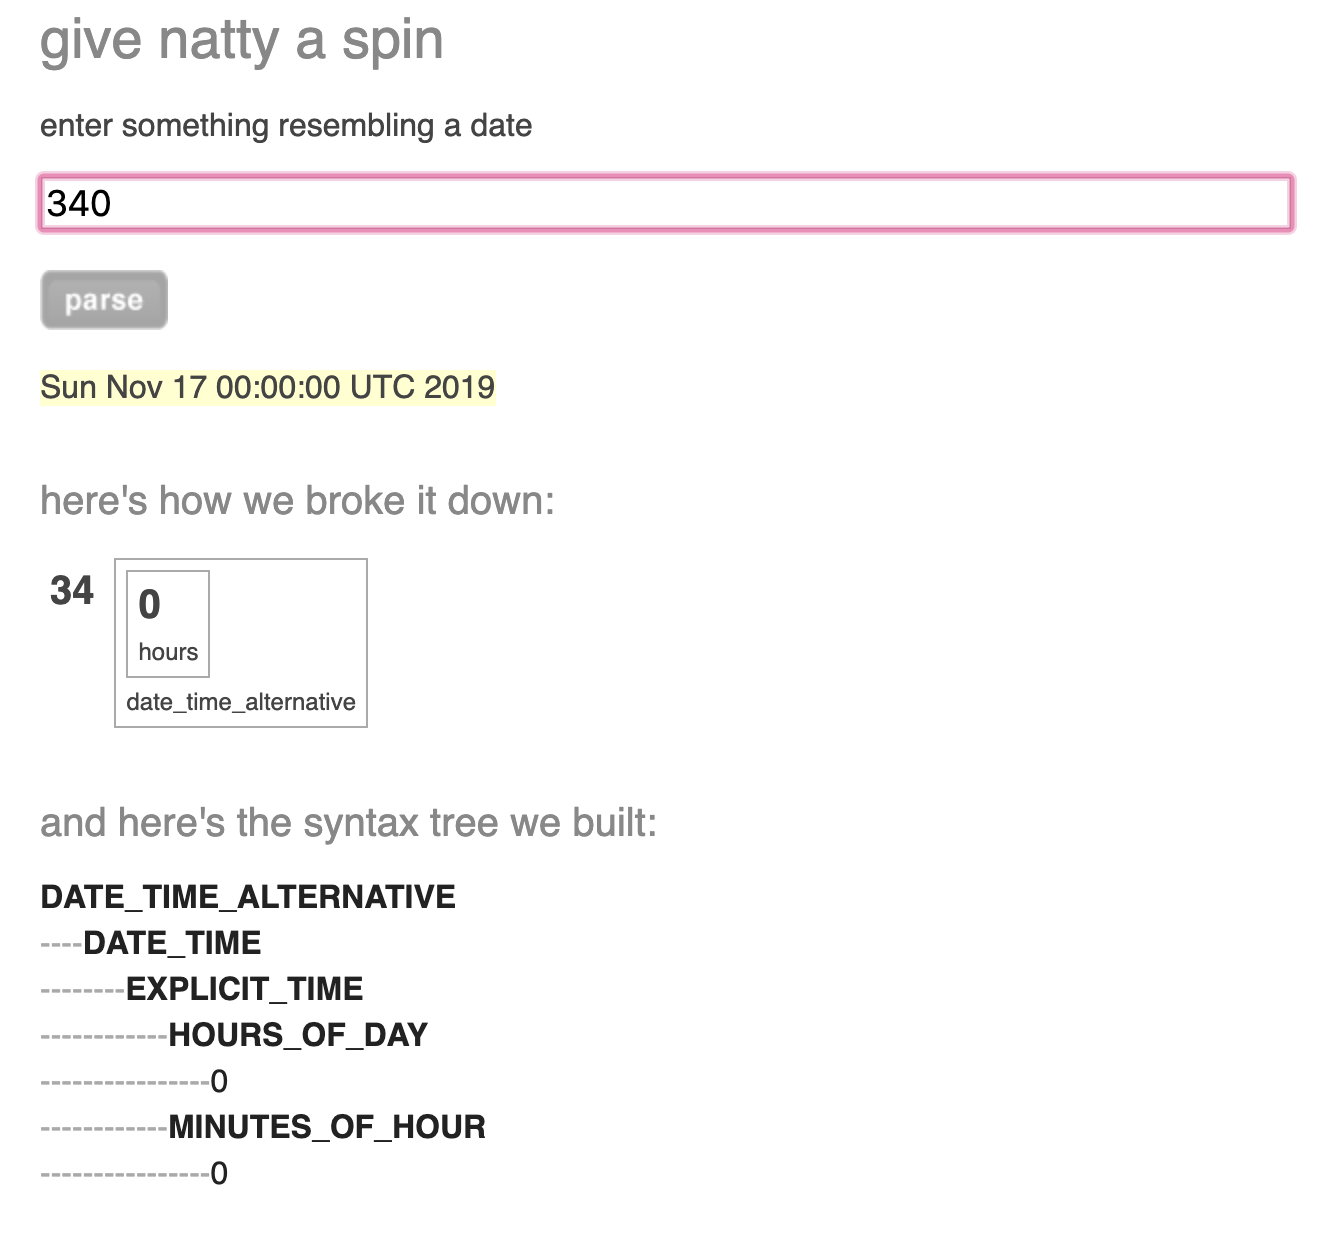 give natty a spin
enter something resembling a date
340
parse
Sun Nov 17 00:00:00 UTC 2019
here's how we broke it down:
34 0
hours
date_time_alternative
and here's the syntax tree we built:
DATE_TIME_ALTERNATIVE
----DATE_TIME
--------EXPLICIT_TIME
------------HOURS_OF_DAY
----------------0
------------MINUTES_OF_HOUR
----------------0